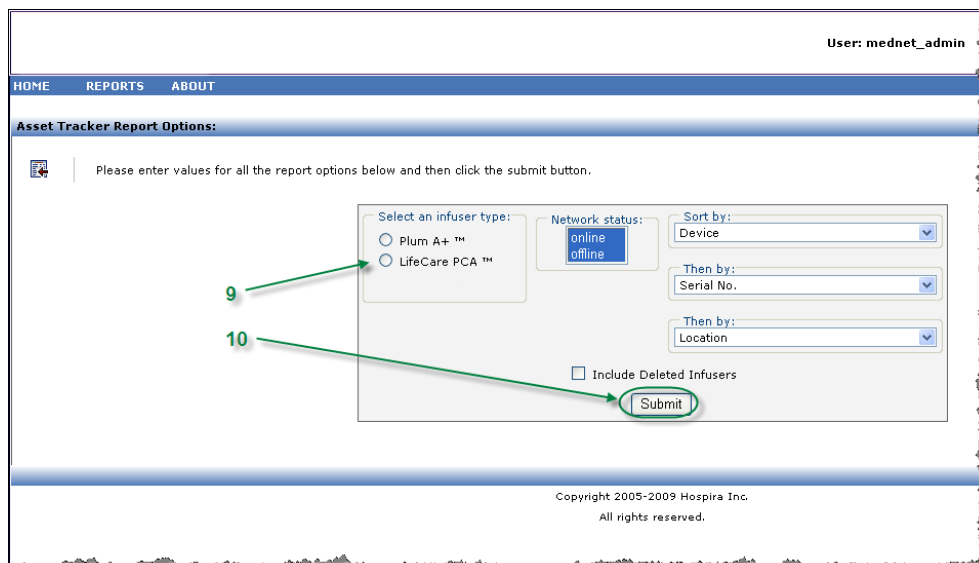 User: mednet_admin
HOME REPORTS ABOUT
Asset Tracker Report Options:
Please enter values for all the report options below and then click the submit button.
Select an infuser type:
Plum A+ ™
LifeCare PCA ™
Network status:
online
offline
Sort by:
Device
Then by:
Serial No.
Then by:
Location
9
10
Include Deleted Infusers
Submit
Copyright 2005-2009 Hospira Inc.
All rights reserved.